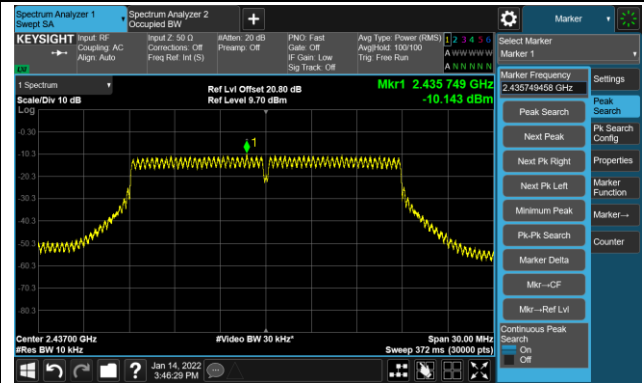 Spectrum Analyzer 1
Swept SA
Spectrum Analyzer 2
Occupied BW
+
Marker
KEYSIGHT
Input: RF
Coupling: AC
Align: Auto
Input Z: 50 Ω
Corrections: Off
Freq Ref: Int (S)
#Atten: 20 dB
Preamp: Off
PNO: Fast
Gate: Off
IF Gain: Low
Sig Track: Off
Avg Type: Power (RMS)
Avg|Hold: 100/100
Trig: Free Run
1 2 3 4 5 6
A W W W W W
A N N N N N
Select Marker
Marker 1
1 Spectrum
Scale/Div 10 dB
Log
Ref Lvl Offset 20.80 dB
Ref Level 9.70 dBm
Mkr1 2.435 749 GHz
-10.143 dBm
-0.30
-10.3
-20.3
-30.3
-40.3
-50.3
-60.3
-70.3
-80.3
1
Center 2.43700 GHz
#Res BW 10 kHz
#Video BW 30 kHz*
Span 30.00 MHz
Sweep 372 ms (30000 pts)
Marker Frequency
2.435749458 GHz
Peak Search
Next Peak
Next Pk Right
Next Pk Left
Minimum Peak
Pk-Pk Search
Marker Delta
Mkr→CF
Mkr→Ref Lvl
Continuous Peak
Search
On
Off
Settings
Peak
Search
Pk Search
Config
Properties
Marker
Function
Marker→
Counter
?
Jan 14, 2022
3:46:29 PM